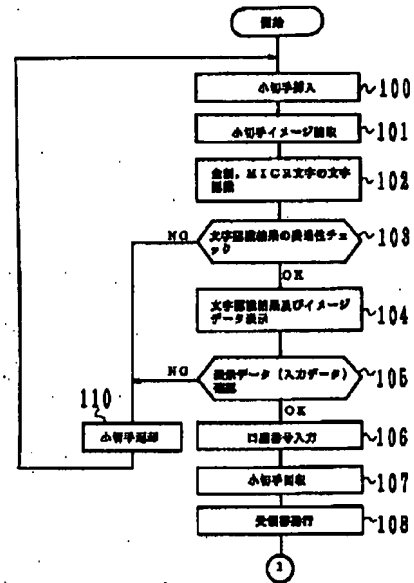 開始
小切手挿入
100
小切手イメージ読取
101
金額,MICR文字の文字
認識
102
文字認識結果の妥当性チェ
ック
103
NG
OK
文字認識結果及びイメージ
データ表示
104
表示データ(入力データ)
確認
105
NG
OK
110
小切手返却
口座番号入力
106
小切手回収
107
受領書発行
108
1